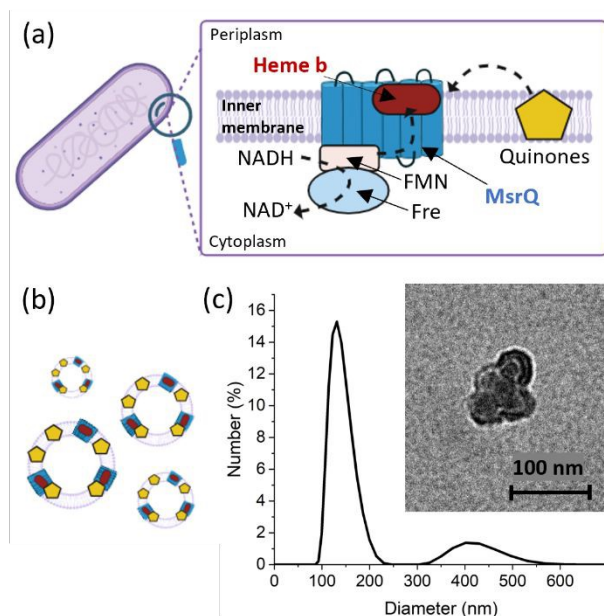 (a)
Periplasm
Heme b
Inner
membrane
NADH
Quinones
FMN
MsrQ
NAD⁺
Fre
Cytoplasm
(b)
(c)
16
14
12
10
8
6
4
2
0
Number (%)
100 nm
0 100 200 300 400 500 600
Diameter (nm)